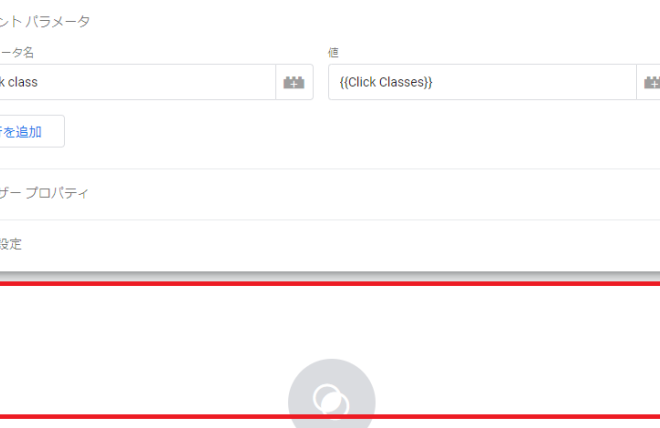 ント パラメータ
ータ名
値
k class
{{Click Classes}}
を追加
ザー プロパティ
設定